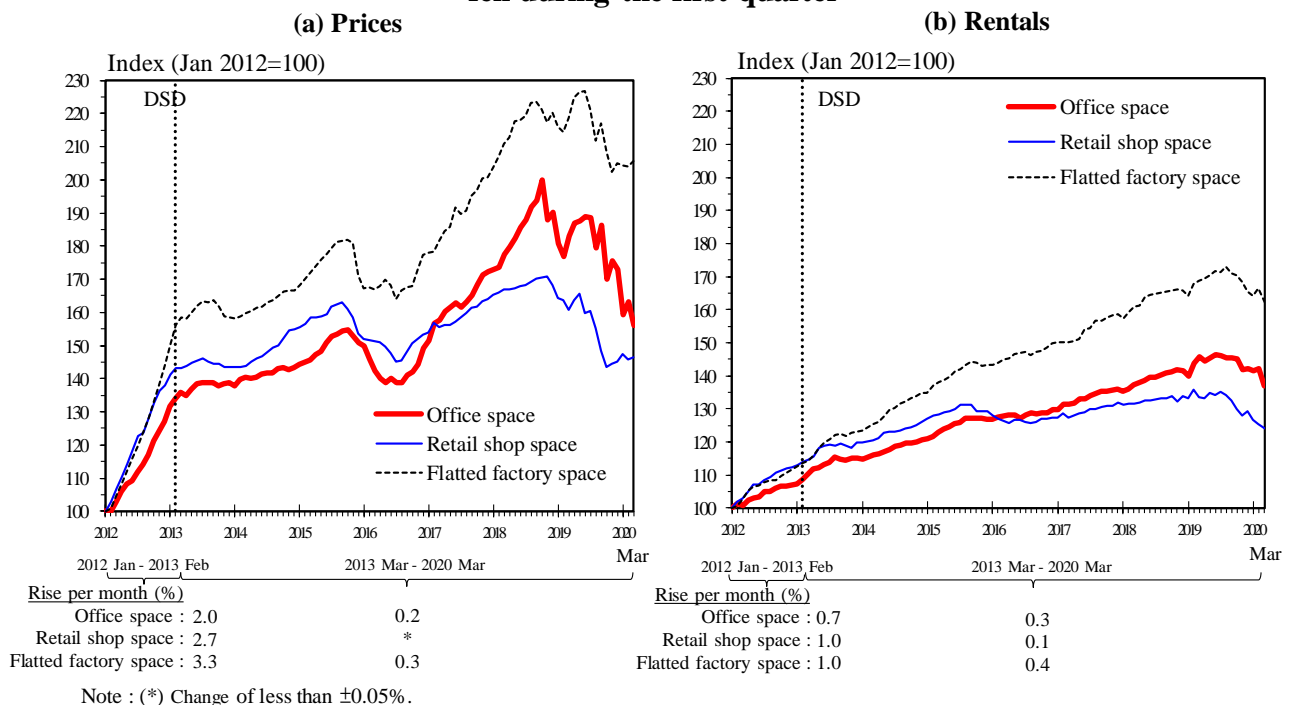 (a) Prices
(b) Rentals
Index (Jan 2012=100)
230
220
210
200
190
180
170
160
150
140
130
120
110
100
DSD
Office space
Retail shop space
Flatted factory space
2012 2013 2014 2015 2016 2017 2018 2019 2020
Mar
2012 Jan - 2013 Feb
2013 Mar - 2020 Mar
Rise per month (%)
Office space : 2.0 0.2
Retail shop space : 2.7 *
Flatted factory space : 3.3 0.3
Note : (*) Change of less than ±0.05%.
Index (Jan 2012=100)
230
220
210
200
190
180
170
160
150
140
130
120
110
100
DSD
Office space
Retail shop space
Flatted factory space
2012 2013 2014 2015 2016 2017 2018 2019 2020
Mar
2012 Jan - 2013 Feb
2013 Mar - 2020 Mar
Rise per month (%)
Office space : 0.7 0.3
Retail shop space : 1.0 0.1
Flatted factory space : 1.0 0.4